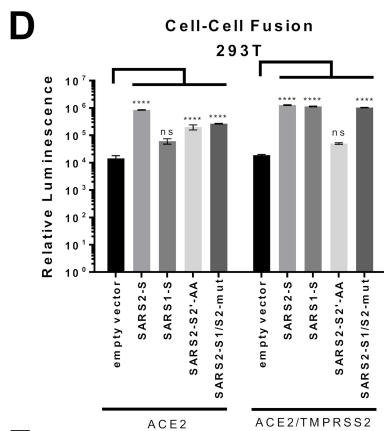 D
Cell-Cell Fusion
293T
Relative Luminescence
10^7
10^6
10^5
10^4
10^3
10^2
10^1
10^0
****
ns
****
****
****
****
ns
****
empty vector
SARS2-S
SARS1-S
SARS2-S2'-AA
SARS2-S1/S2-mut
empty vector
SARS2-S
SARS1-S
SARS2-S2'-AA
SARS2-S1/S2-mut
ACE2
ACE2/TMPRSS2